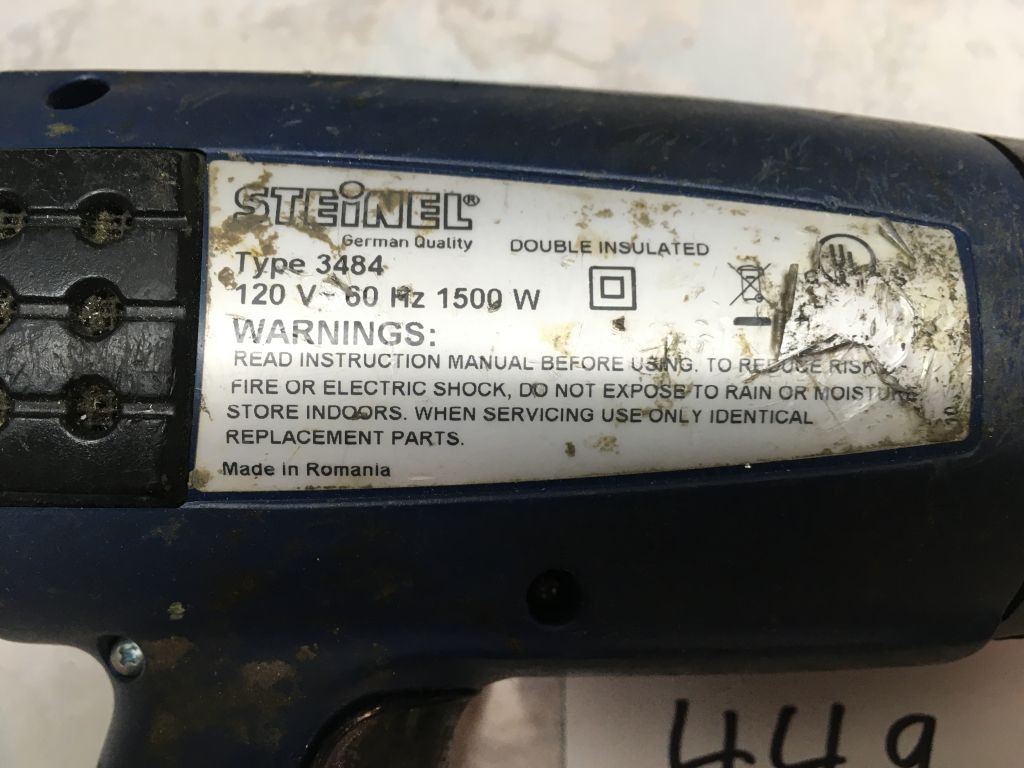 STEiNEL®
German Quality
DOUBLE INSULATED
Type 3484
120 V~ 60 Hz 1500 W
UL
WARNINGS:
READ INSTRUCTION MANUAL BEFORE USING. TO REDUCE RISK
FIRE OR ELECTRIC SHOCK, DO NOT EXPOSE TO RAIN OR MOISTURE
STORE INDOORS. WHEN SERVICING USE ONLY IDENTICAL
REPLACEMENT PARTS.
Made in Romania
449